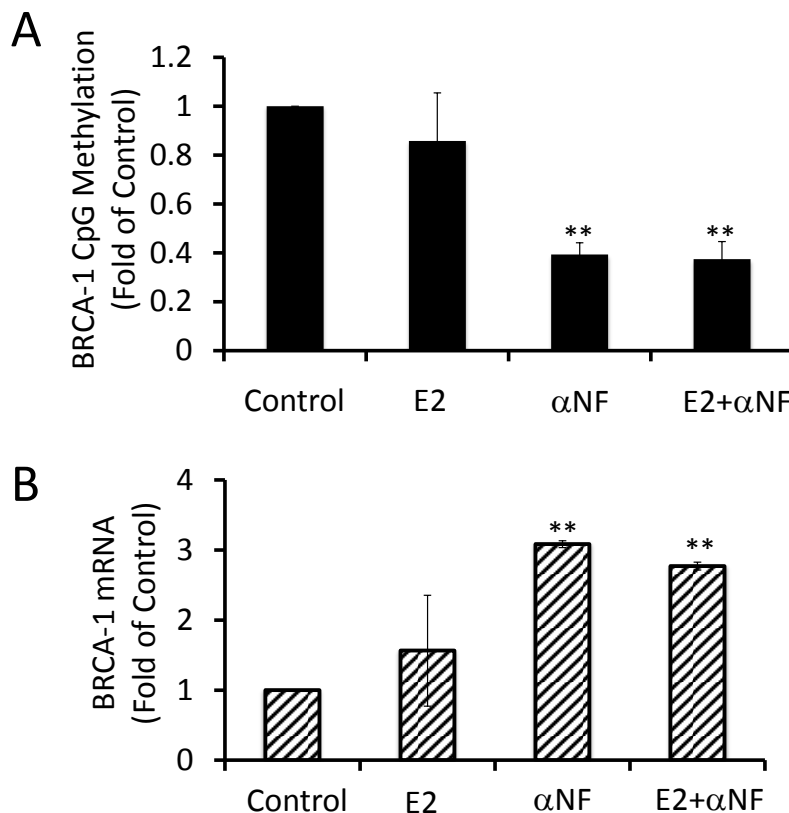 A
BRCA-1 CpG Methylation
(Fold of Control)
1.2
1
0.8
0.6
0.4
0.2
0
**
**
Control
E2
αNF
E2+αNF
B
BRCA-1 mRNA
(Fold of Control)
4
3
2
1
0
**
**
Control
E2
αNF
E2+αNF